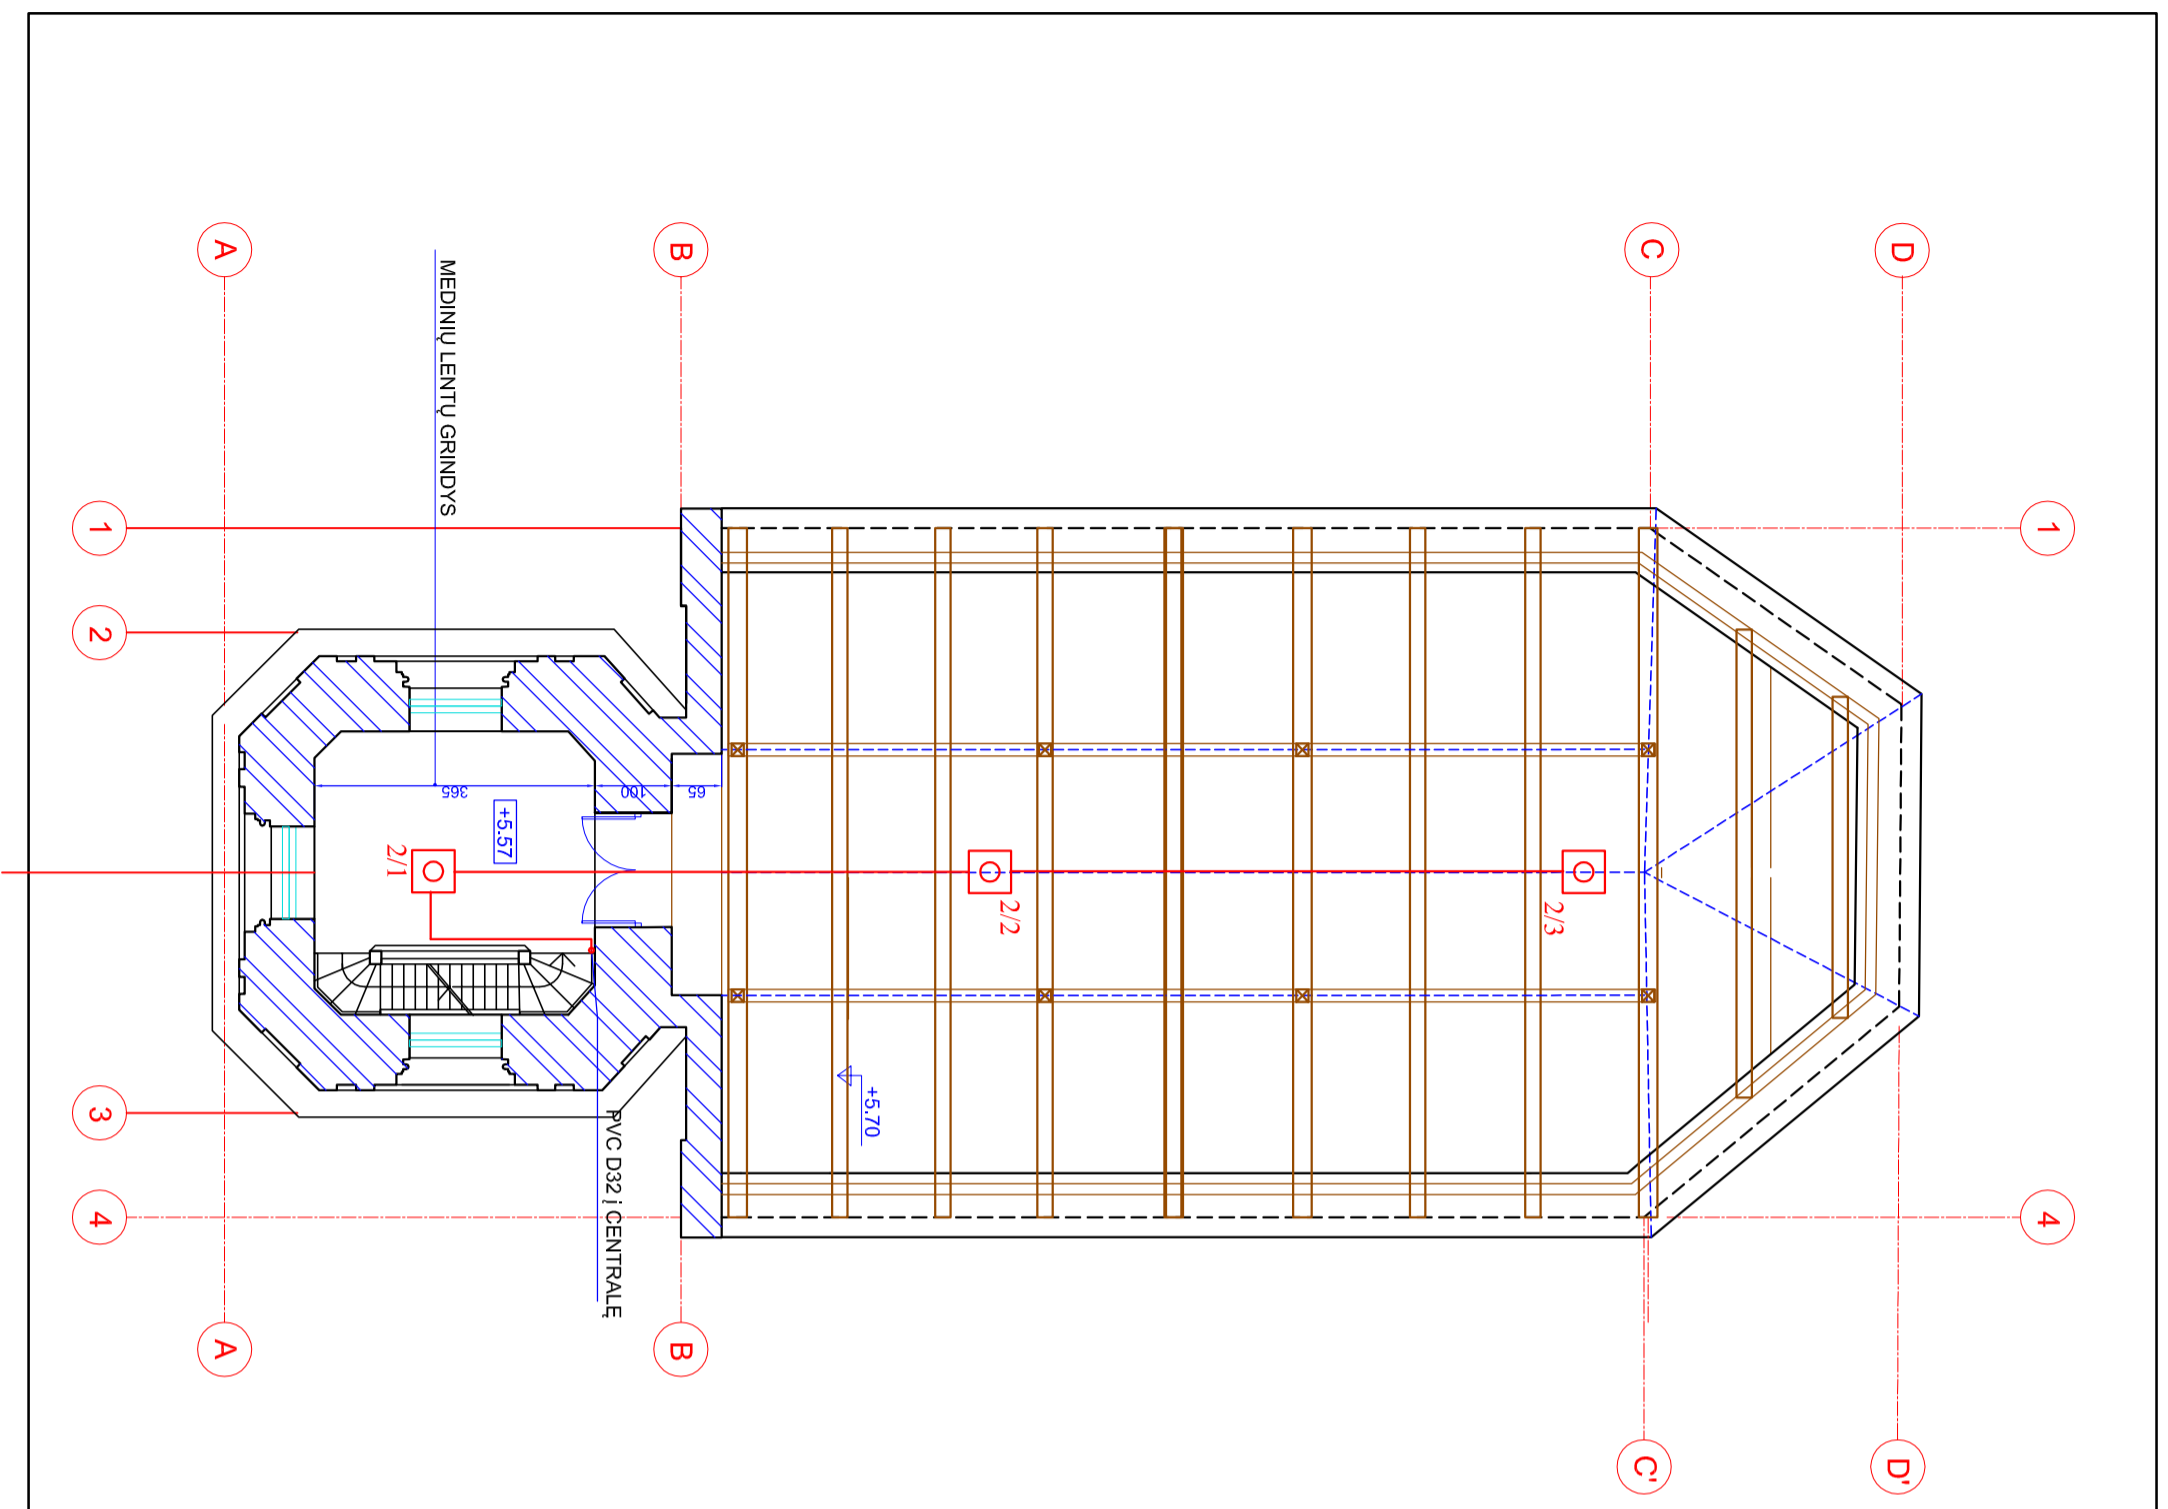 A
B
C
D
MEDINIŲ LENTŲ GRINDYS
1
1
2
365
100
65
+5.57
2/1
2/2
2/3
+5.70
3
PVC D32 į CENTRALĘ
4
4
A
B
C'
D'